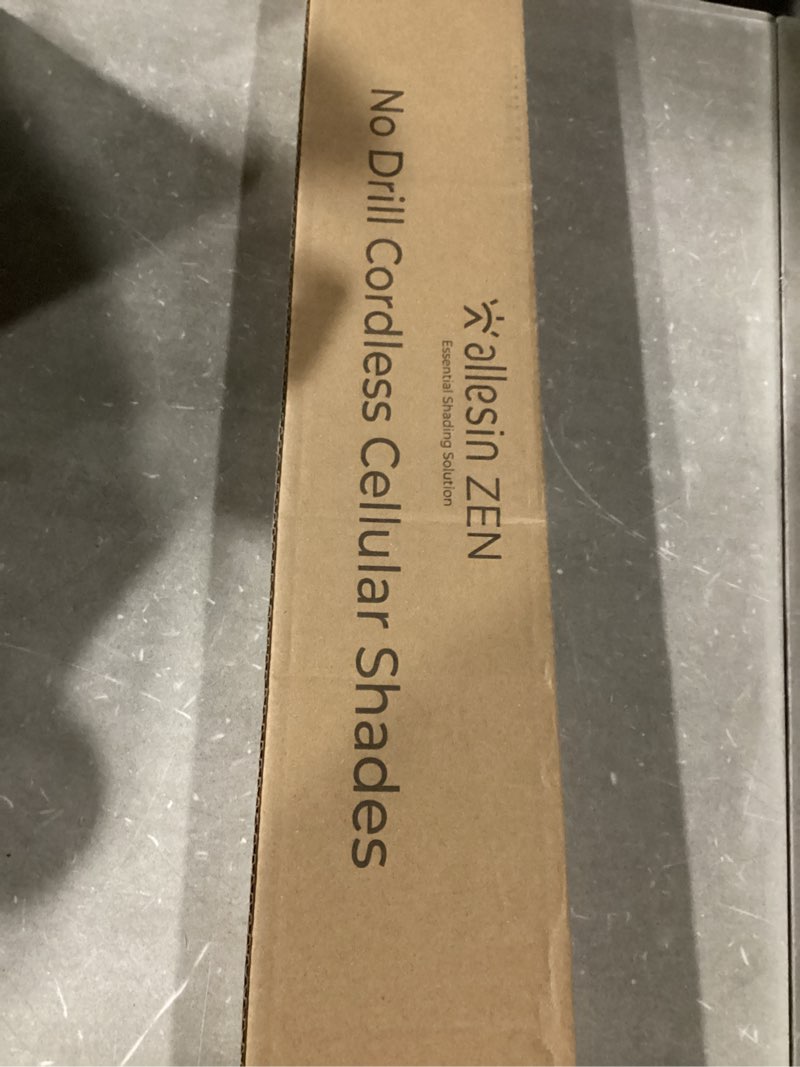 allesin ZEN
Essential Shading Solution
No Drill Cordless Cellular Shades